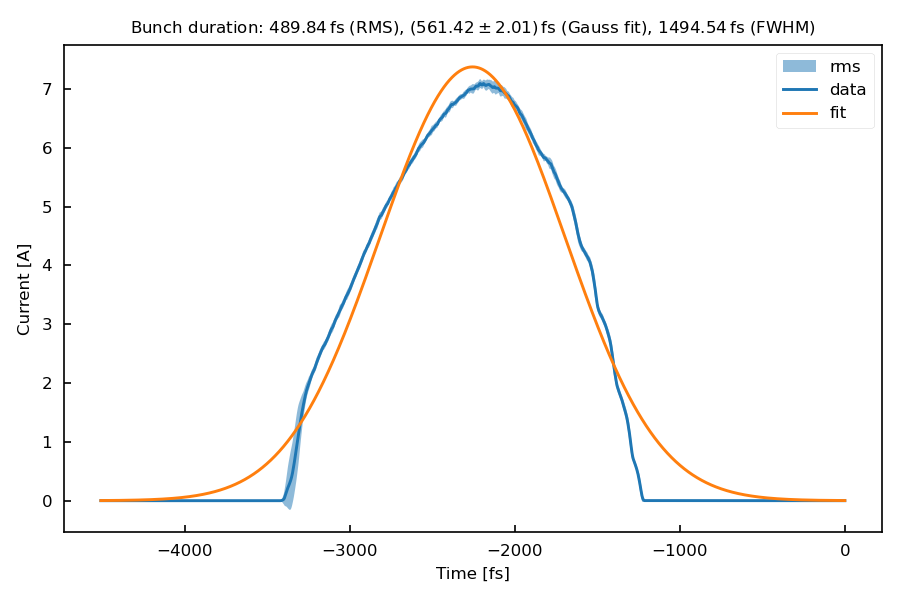 Bunch duration: 489.84 fs (RMS), (561.42 ± 2.01) fs (Gauss fit), 1494.54 fs (FWHM)
rms
data
fit
7
6
5
4
3
2
1
0
Current [A]
−4000 −3000 −2000 −1000 0
Time [fs]